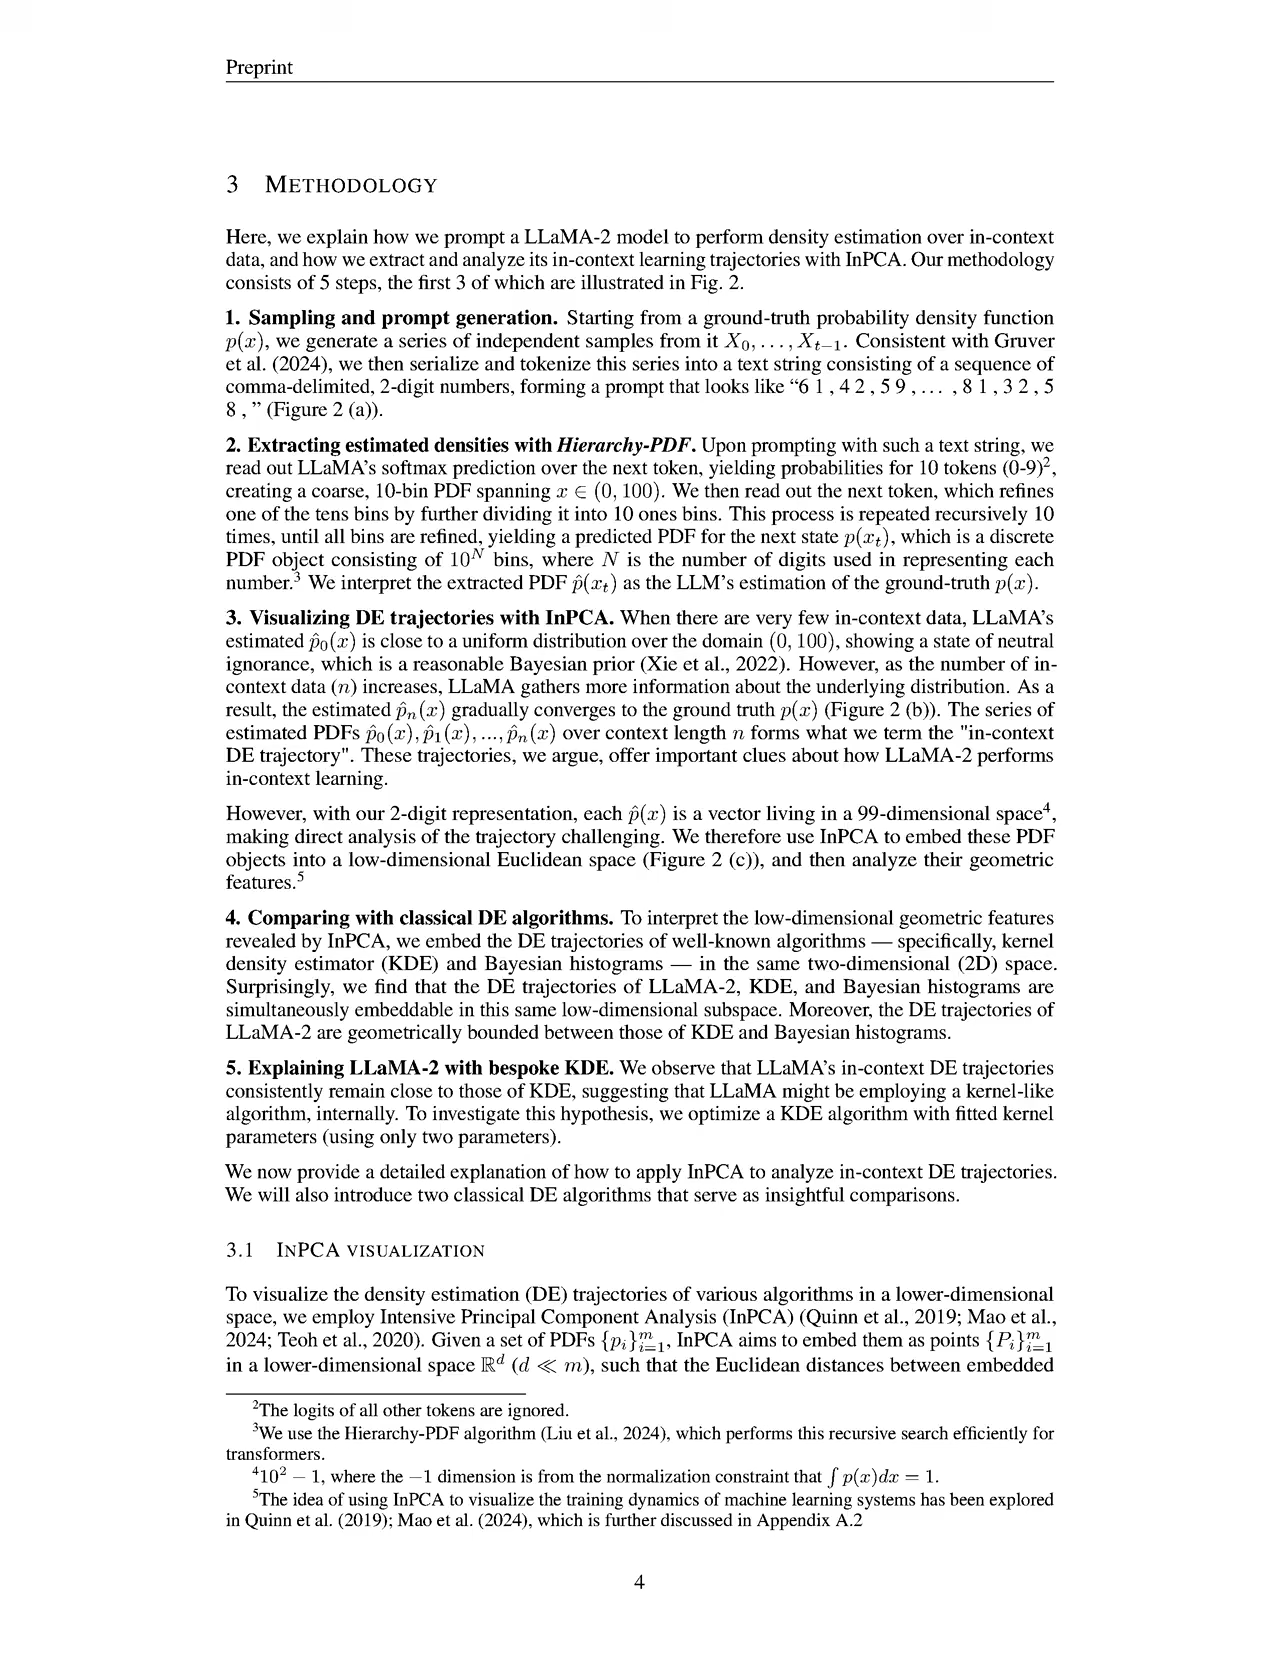 Preprint
3 METHODOLOGY
Here, we explain how we prompt a LLaMA-2 model to perform density estimation over in-context
data, and how we extract and analyze its in-context learning trajectories with InPCA. Our methodology
consists of 5 steps, the first 3 of which are illustrated in Fig. 2.
1. Sampling and prompt generation. Starting from a ground-truth probability density function
p(x), we generate a series of independent samples from it X₀, . . . , Xₜ₋₁. Consistent with Gruver
et al. (2024), we then serialize and tokenize this series into a text string consisting of a sequence of
comma-delimited, 2-digit numbers, forming a prompt that looks like “6 1 , 4 2 , 5 9 , . . . , 8 1 , 3 2 , 5
8 , ” (Figure 2 (a)).
2. Extracting estimated densities with Hierarchy-PDF. Upon prompting with such a text string, we
read out LLaMA’s softmax prediction over the next token, yielding probabilities for 10 tokens (0-9)²,
creating a coarse, 10-bin PDF spanning x ∈ (0, 100). We then read out the next token, which refines
one of the tens bins by further dividing it into 10 ones bins. This process is repeated recursively 10
times, until all bins are refined, yielding a predicted PDF for the next state p(xₜ), which is a discrete
PDF object consisting of 10ᴺ bins, where N is the number of digits used in representing each
number.³ We interpret the extracted PDF p̂(xₜ) as the LLM’s estimation of the ground-truth p(x).
3. Visualizing DE trajectories with InPCA. When there are very few in-context data, LLaMA’s
estimated p̂₀(x) is close to a uniform distribution over the domain (0, 100), showing a state of neutral
ignorance, which is a reasonable Bayesian prior (Xie et al., 2022). However, as the number of in-
context data (n) increases, LLaMA gathers more information about the underlying distribution. As a
result, the estimated p̂ₙ(x) gradually converges to the ground truth p(x) (Figure 2 (b)). The series of
estimated PDFs p̂₀(x), p̂₁(x), ..., p̂ₙ(x) over context length n forms what we term the "in-context
DE trajectory". These trajectories, we argue, offer important clues about how LLaMA-2 performs
in-context learning.
However, with our 2-digit representation, each p̂(x) is a vector living in a 99-dimensional space⁴,
making direct analysis of the trajectory challenging. We therefore use InPCA to embed these PDF
objects into a low-dimensional Euclidean space (Figure 2 (c)), and then analyze their geometric
features.⁵
4. Comparing with classical DE algorithms. To interpret the low-dimensional geometric features
revealed by InPCA, we embed the DE trajectories of well-known algorithms — specifically, kernel
density estimator (KDE) and Bayesian histograms — in the same two-dimensional (2D) space.
Surprisingly, we find that the DE trajectories of LLaMA-2, KDE, and Bayesian histograms are
simultaneously embeddable in this same low-dimensional subspace. Moreover, the DE trajectories of
LLaMA-2 are geometrically bounded between those of KDE and Bayesian histograms.
5. Explaining LLaMA-2 with bespoke KDE. We observe that LLaMA’s in-context DE trajectories
consistently remain close to those of KDE, suggesting that LLaMA might be employing a kernel-like
algorithm, internally. To investigate this hypothesis, we optimize a KDE algorithm with fitted kernel
parameters (using only two parameters).
We now provide a detailed explanation of how to apply InPCA to analyze in-context DE trajectories.
We will also introduce two classical DE algorithms that serve as insightful comparisons.
3.1 INPCA VISUALIZATION
To visualize the density estimation (DE) trajectories of various algorithms in a lower-dimensional
space, we employ Intensive Principal Component Analysis (InPCA) (Quinn et al., 2019; Mao et al.,
2024; Teoh et al., 2020). Given a set of PDFs {pᵢ}ᵢ₌₁ᵐ, InPCA aims to embed them as points {Pᵢ}ᵢ₌₁ᵐ
in a lower-dimensional space ℝᵈ (d ≪ m), such that the Euclidean distances between embedded
²The logits of all other tokens are ignored.
³We use the Hierarchy-PDF algorithm (Liu et al., 2024), which performs this recursive search efficiently for
transformers.
⁴10² − 1, where the −1 dimension is from the normalization constraint that ∫ p(x)dx = 1.
⁵The idea of using InPCA to visualize the training dynamics of machine learning systems has been explored
in Quinn et al. (2019); Mao et al. (2024), which is further discussed in Appendix A.2
4